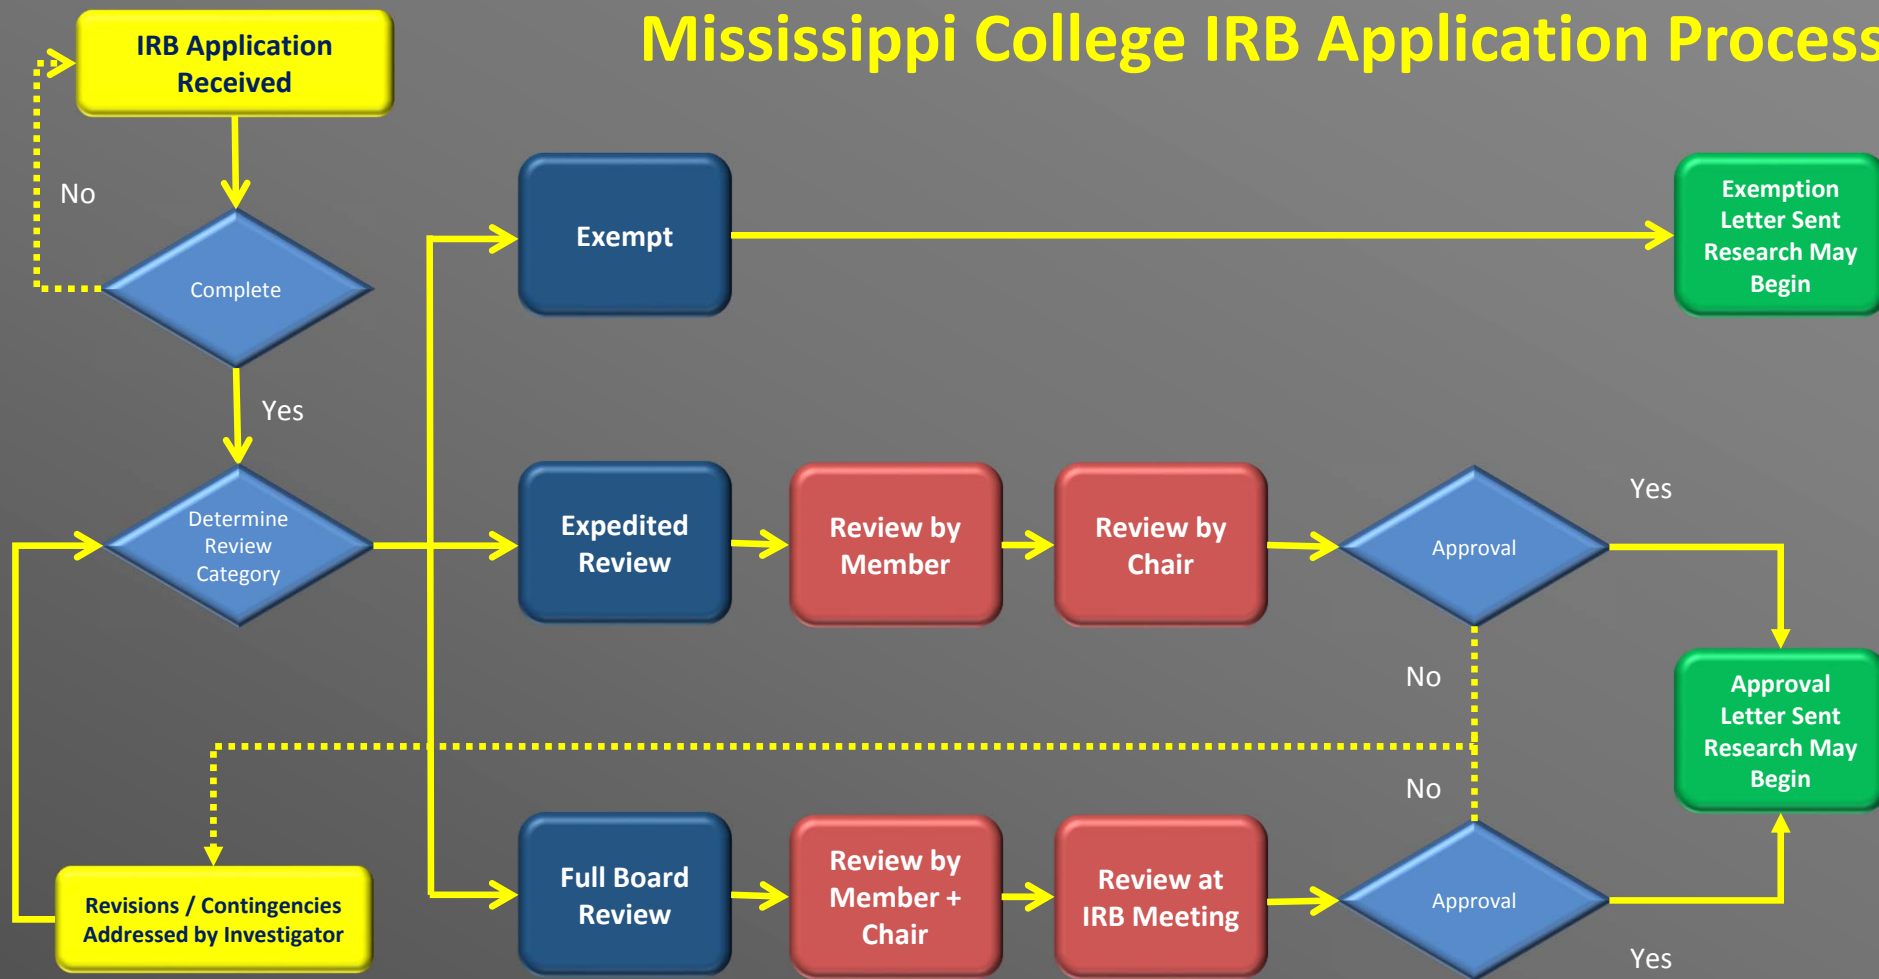 Mississippi College IRB Application Process
IRB Application
Received
No
Complete
Yes
Exempt
Exemption
Letter Sent
Research May
Begin
Determine
Review
Category
Expedited
Review
Review by
Member
Review by
Chair
Approval
Yes
No
Approval
Letter Sent
Research May
Begin
No
Revisions / Contingencies
Addressed by Investigator
Full Board
Review
Review by
Member +
Chair
Review at
IRB Meeting
Approval
Yes